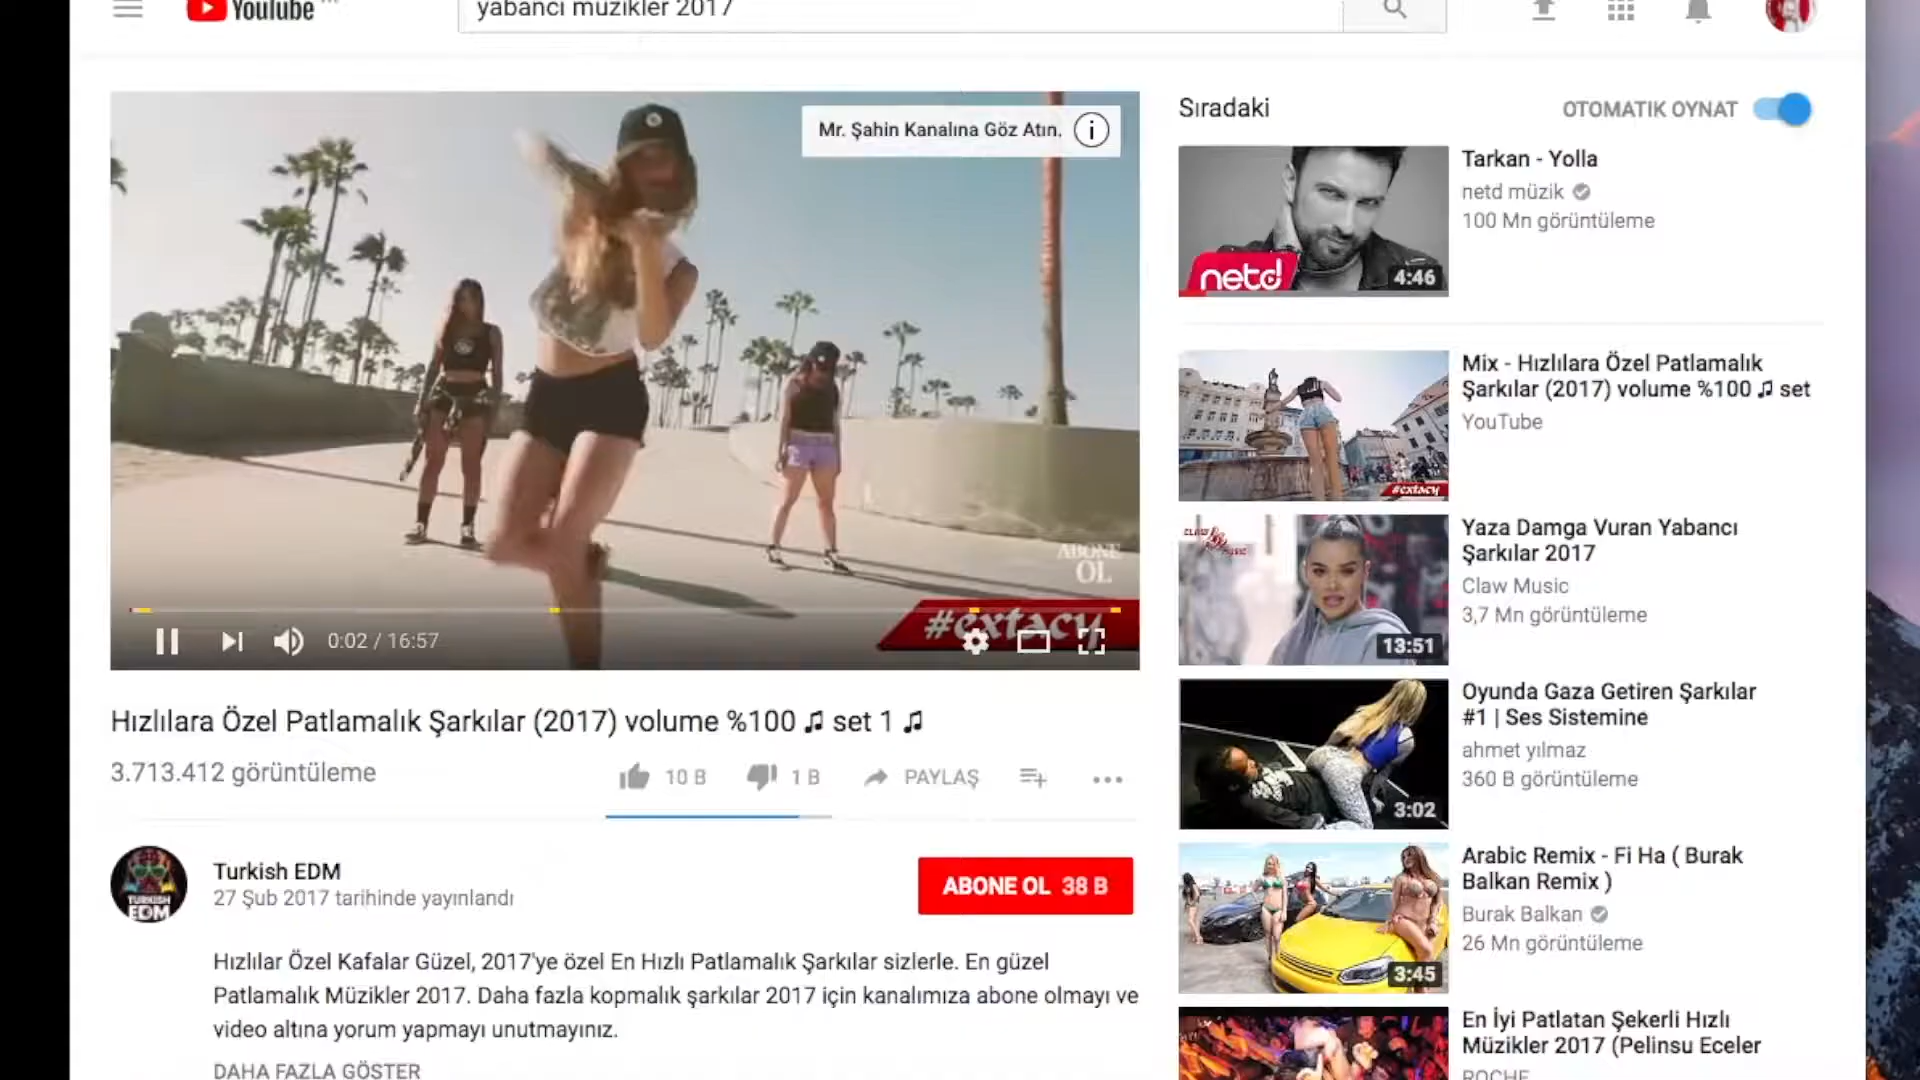 YouTube
yabancı müzikler 2017
Mr. Şahin Kanalına Göz Atın.
ABONE
OL
#extacy
0:02 / 16:57
Hızlılara Özel Patlamalık Şarkılar (2017) volume %100 ♫ set 1 ♫
3.713.412 görüntüleme
10 B
1 B
PAYLAŞ
TURKISH
EDM
Turkish EDM
27 Şub 2017 tarihinde yayınlandı
ABONE OL 38 B
Hızlılar Özel Kafalar Güzel, 2017'ye özel En Hızlı Patlamalık Şarkılar sizlerle. En güzel
Patlamalık Müzikler 2017. Daha fazla kopmalık şarkılar 2017 için kanalımıza abone olmayı ve
video altına yorum yapmayı unutmayınız.
DAHA FAZLA GÖSTER
Sıradaki
OTOMATIK OYNAT
netd
4:46
Tarkan - Yolla
netd müzik
100 Mn görüntüleme
#extacy
Mix - Hızlılara Özel Patlamalık
Şarkılar (2017) volume %100 ♫ set
YouTube
13:51
Yaza Damga Vuran Yabancı
Şarkılar 2017
Claw Music
3,7 Mn görüntüleme
3:02
Oyunda Gaza Getiren Şarkılar
#1 | Ses Sistemine
ahmet yılmaz
360 B görüntüleme
3:45
Arabic Remix - Fi Ha ( Burak
Balkan Remix )
Burak Balkan
26 Mn görüntüleme
En İyi Patlatan Şekerli Hızlı
Müzikler 2017 (Pelinsu Eceler
ROCHE